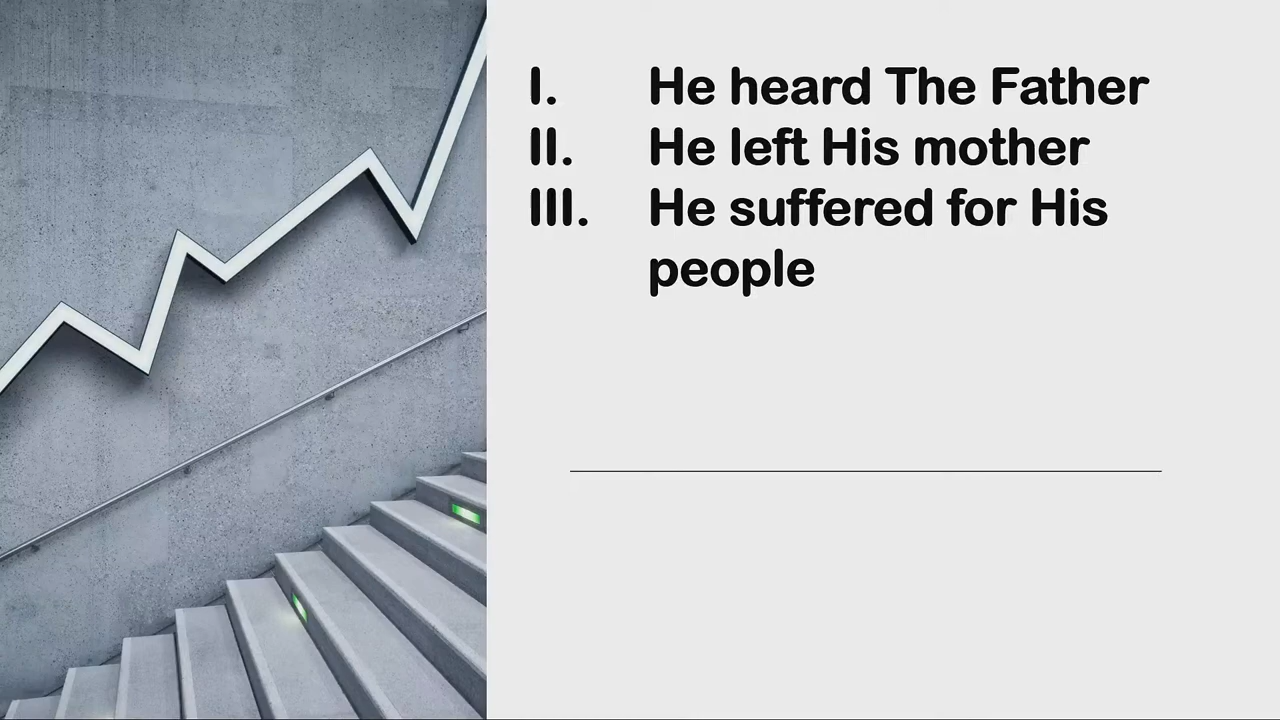 I. He heard The Father
II. He left His mother
III. He suffered for His
people